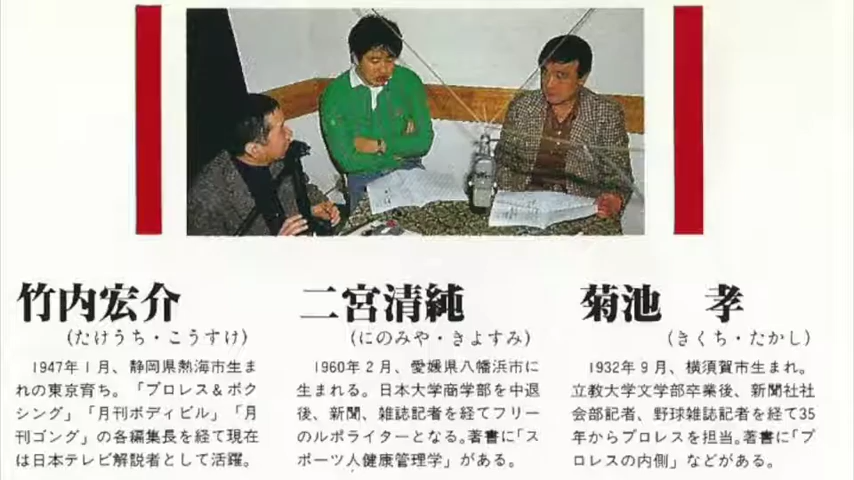 竹内宏介
(たけうち・こうすけ)
1947年1月、静岡県熱海市生ま
れの東京育ち。「プロレス&ボク
シング」「月刊ボディビル」「月
刊ゴング」の各編集長を経て現在
は日本テレビ解説者として活躍。
二宮清純
(にのみや・きよすみ)
1960年2月、愛媛県八幡浜市に
生まれる。日本大学商学部を中退
後、新聞、雑誌記者を経てフリー
のルポライターとなる。著書に「ス
ポーツ人健康管理学」がある。
菊池 孝
(きくち・たかし)
1932年9月、横須賀市生まれ。
立教大学文学部卒業後、新聞社社
会部記者、野球雑誌記者を経て35
年からプロレスを担当。著書に「プ
ロレスの内側」などがある。